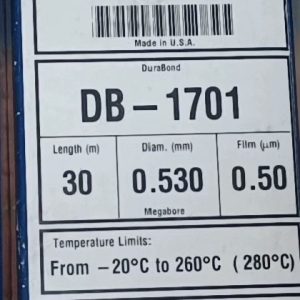 Made in U.S.A.
DuraBond
DB-1701
Length (m) Diam. (mm) Film (μm)
30 0.530 0.50
Megabore
Temperature Limits:
From -20°C to 260°C (280°C)